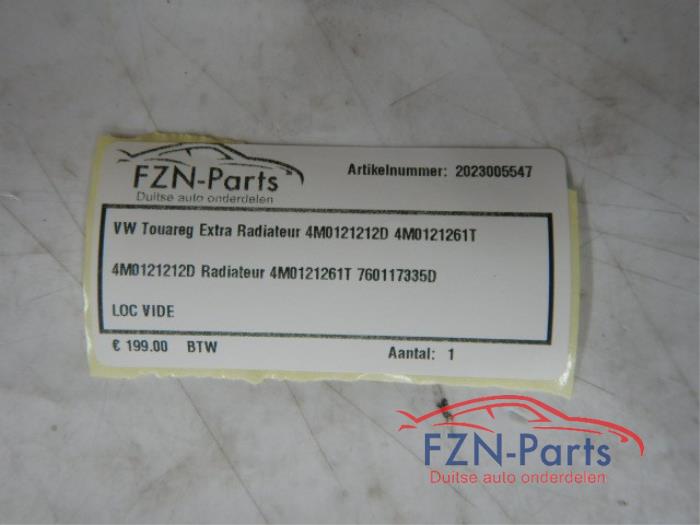 FZN-Parts
Duitse auto onderdelen
Artikelnummer: 2023005547
VW Touareg Extra Radiateur 4M0121212D 4M0121261T
4M0121212D Radiateur 4M0121261T 760117335D
LOC VIDE
€ 199.00 BTW
Aantal: 1
FZN-Parts
Duitse auto onderdelen